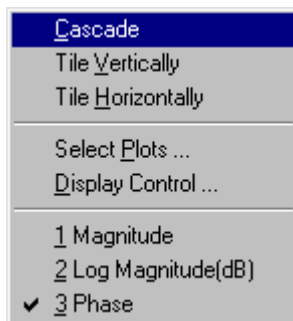 Cascade
Tile Vertically
Tile Horizontally
Select Plots ...
Display Control ...
1 Magnitude
2 Log Magnitude(dB)
3 Phase